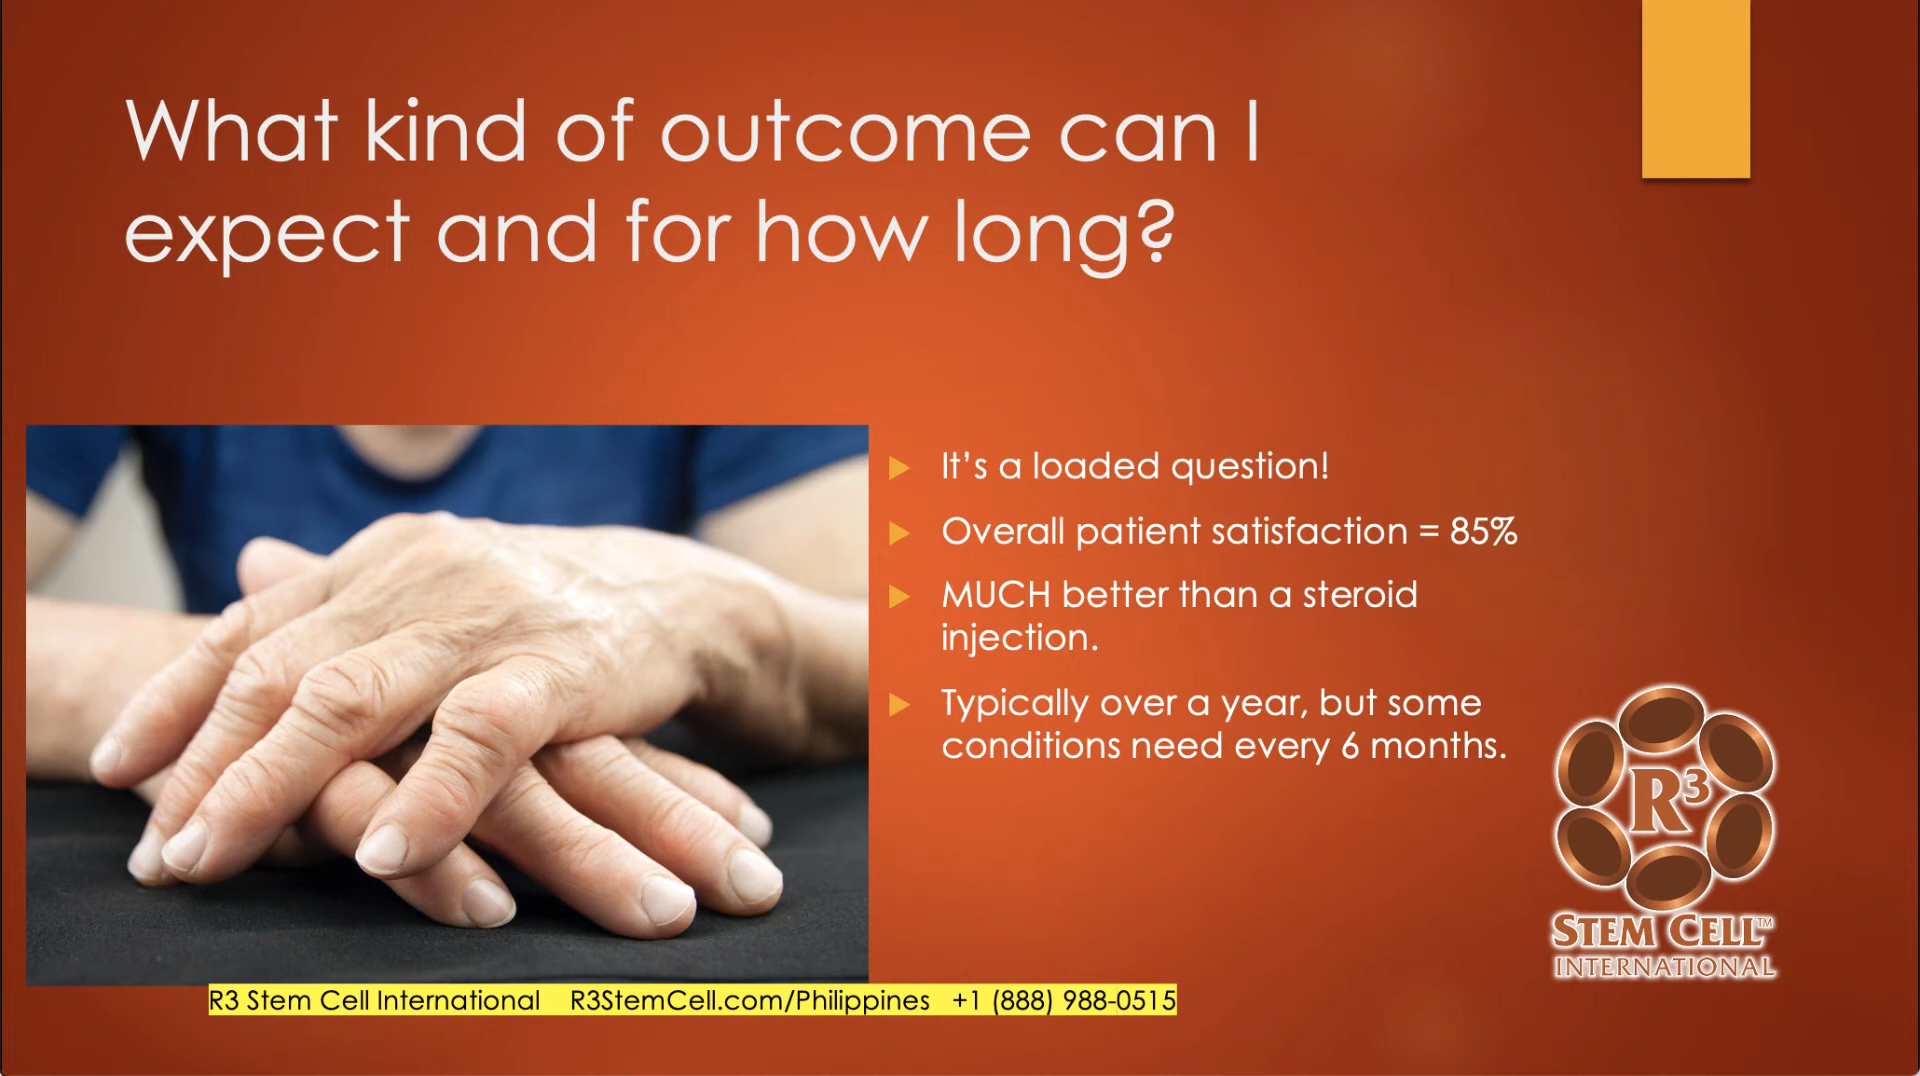 What kind of outcome can I
expect and for how long?
It's a loaded question!
Overall patient satisfaction = 85%
MUCH better than a steroid
injection.
Typically over a year, but some
conditions need every 6 months.
R³
STEM CELL™
INTERNATIONAL
R3 Stem Cell International R3StemCell.com/Philippines +1 (888) 988-0515